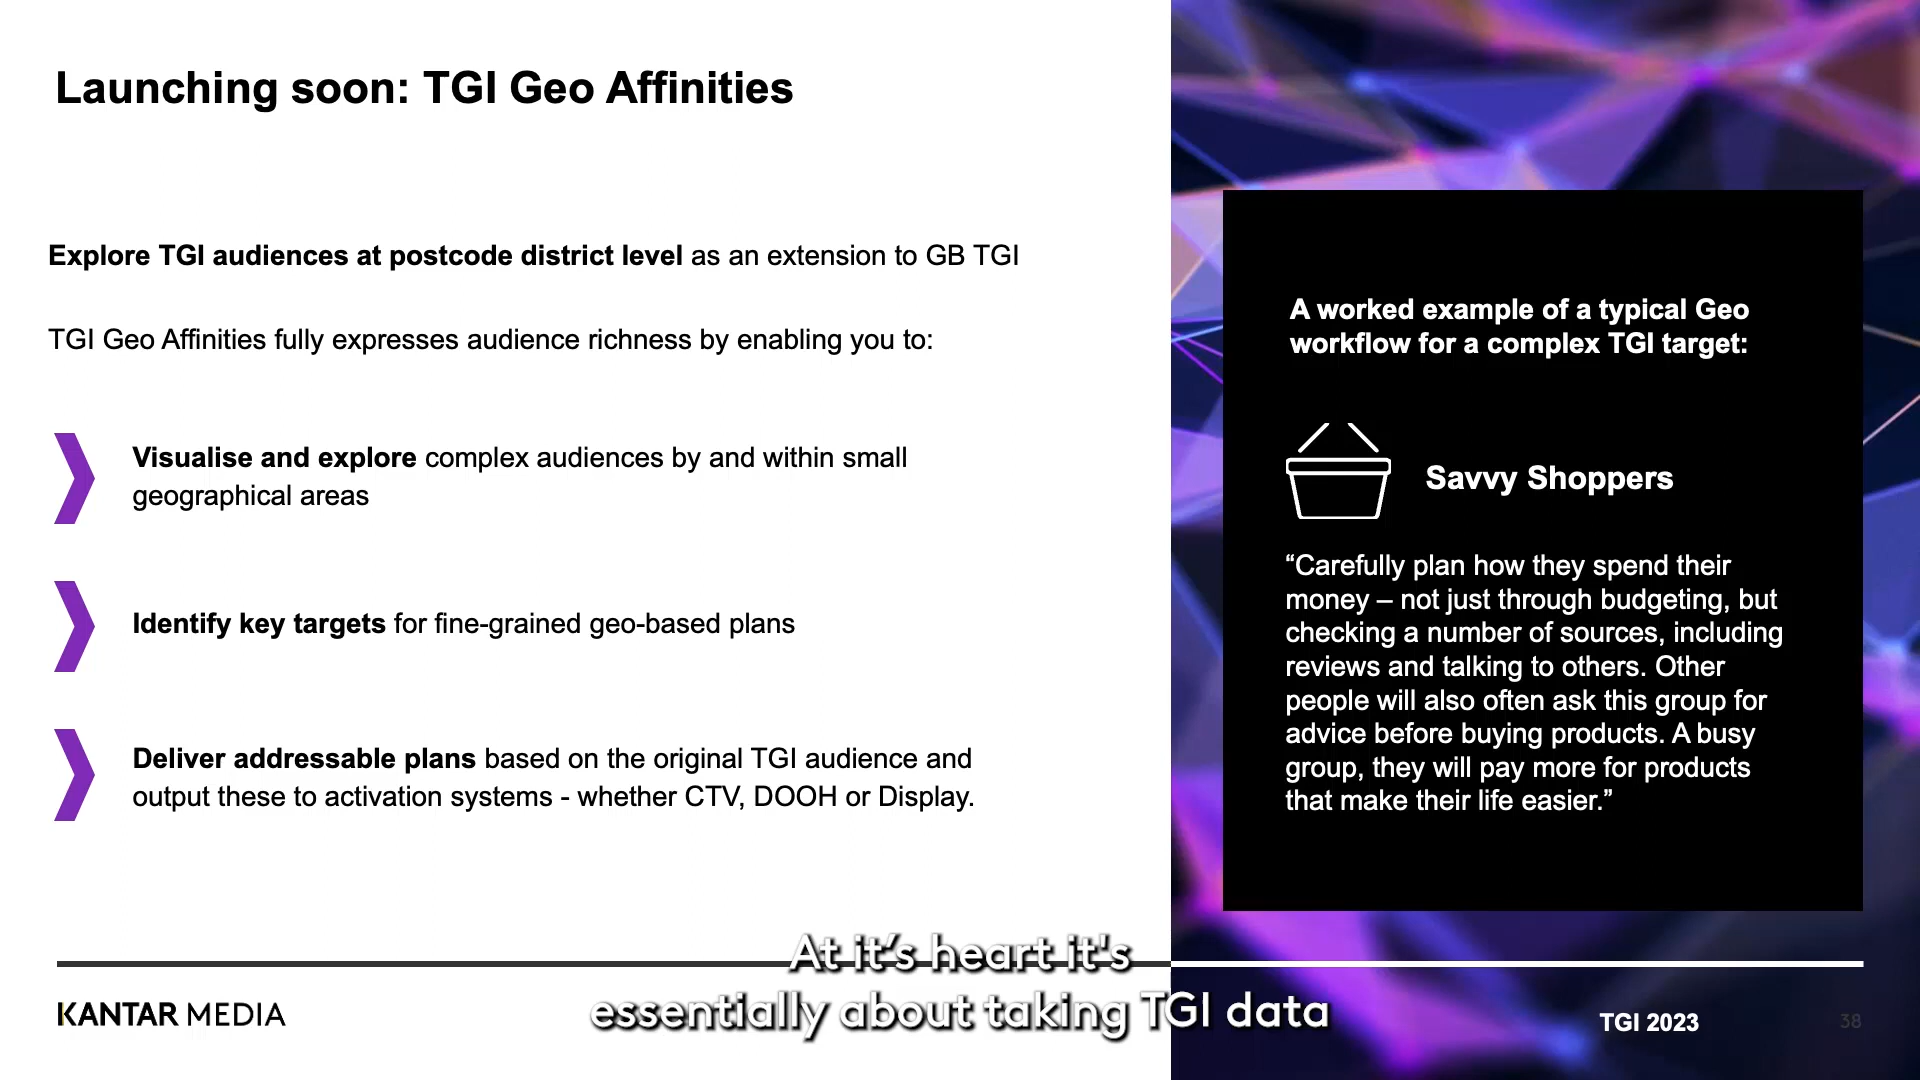 Launching soon: TGI Geo Affinities
Explore TGI audiences at postcode district level as an extension to GB TGI
TGI Geo Affinities fully expresses audience richness by enabling you to:
Visualise and explore complex audiences by and within small
geographical areas
Identify key targets for fine-grained geo-based plans
Deliver addressable plans based on the original TGI audience and
output these to activation systems - whether CTV, DOOH or Display.
A worked example of a typical Geo
workflow for a complex TGI target:
Savvy Shoppers
“Carefully plan how they spend their
money – not just through budgeting, but
checking a number of sources, including
reviews and talking to others. Other
people will also often ask this group for
advice before buying products. A busy
group, they will pay more for products
that make their life easier.”
At it’s heart it's
essentially about taking TGI data
KANTAR MEDIA
TGI 2023
38